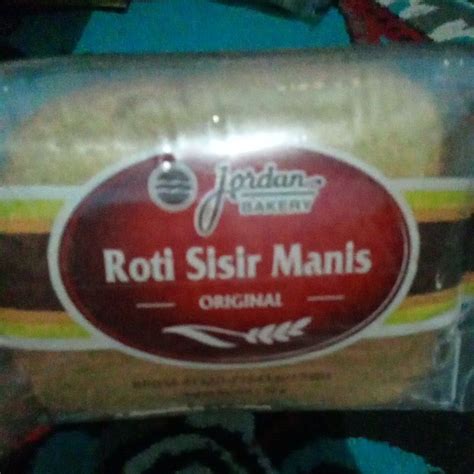 Jordan
BAKERY
Roti Sisir Manis
ORIGINAL